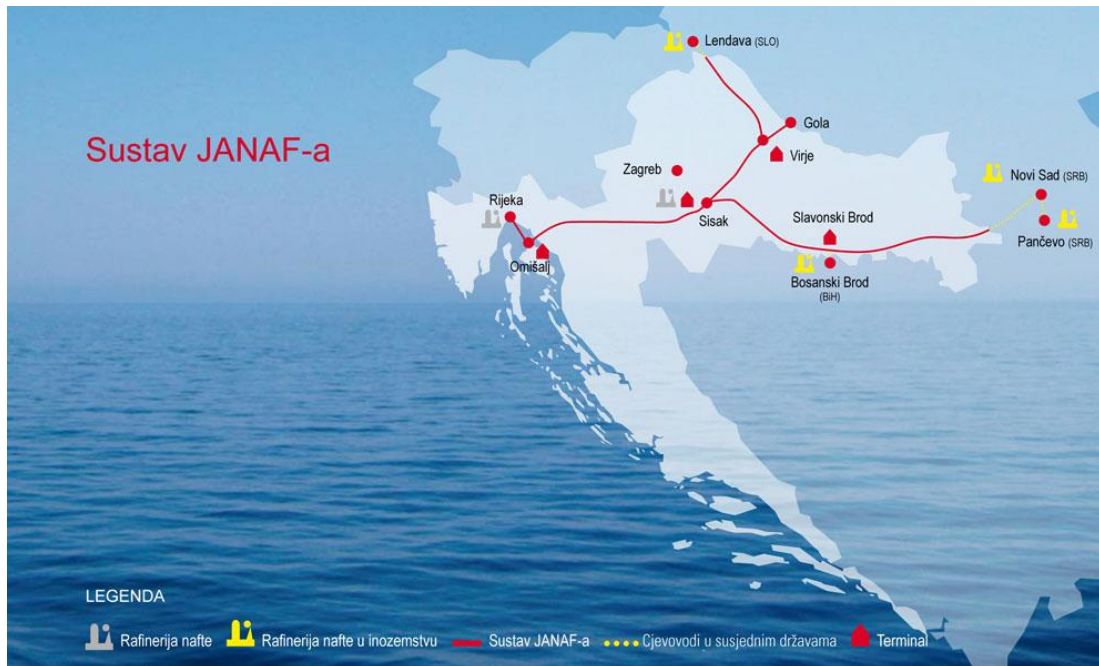 Sustav JANAF-a
Lendava (SLO)
Gola
Virje
Zagreb
Sisak
Rijeka
Omišalj
Slavonski Brod
Bosanski Brod
(BiH)
Novi Sad (SRB)
Pančevo (SRB)
LEGENDA
Rafinerija nafte
Rafinerija nafte u inozemstvu
Sustav JANAF-a
Cjevovodi u susjednim državama
Terminal